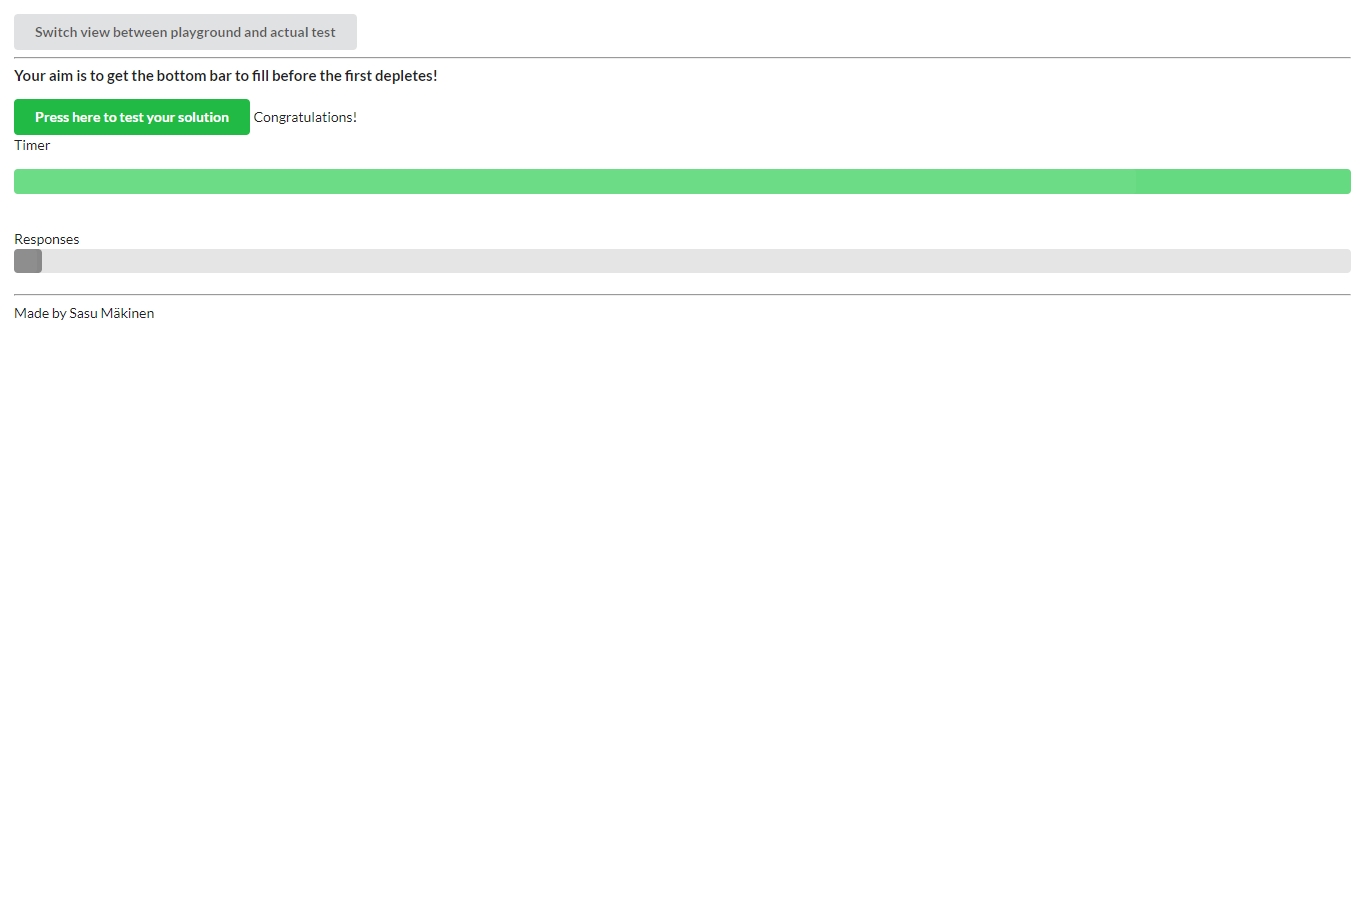 Switch view between playground and actual test
Your aim is to get the bottom bar to fill before the first depletes!
Press here to test your solution Congratulations!
Timer
Responses
Made by Sasu Mäkinen